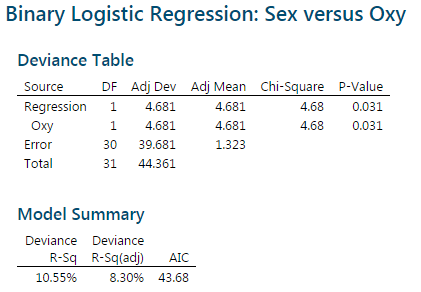 Binary Logistic Regression: Sex versus Oxy
Deviance Table
Source DF Adj Dev Adj Mean Chi-Square P-Value
Regression 1 4.681 4.681 4.68 0.031
Oxy 1 4.681 4.681 4.68 0.031
Error 30 39.681 1.323
Total 31 44.361
Model Summary
Deviance Deviance
R-Sq R-Sq(adj) AIC
10.55% 8.30% 43.68